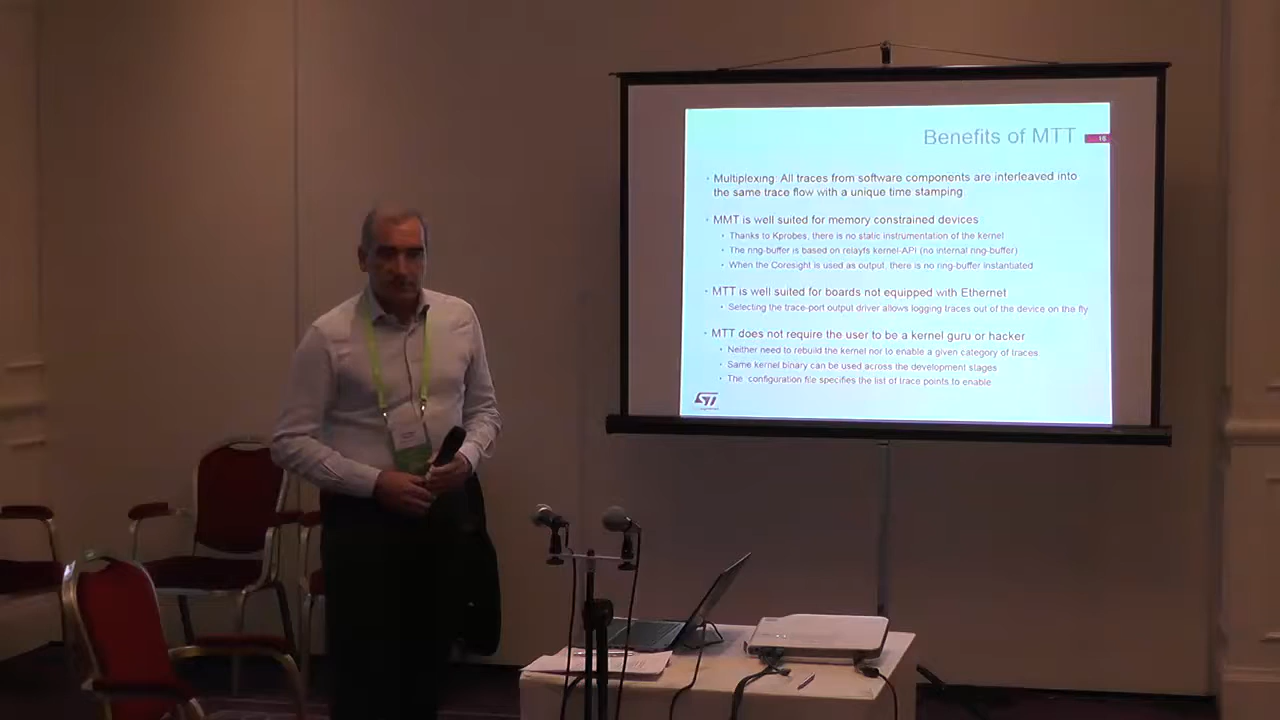 Benefits of MTT
16
Multiplexing: All traces from software components are interleaved into
the same trace flow with a unique time stamping
MMT is well suited for memory constrained devices
Thanks to Kprobes, there is no static instrumentation of the kernel
The ring-buffer is based on relayfs kernel-API (no internal ring-buffer)
When the Coresight is used as output, there is no ring-buffer instantiated
MTT is well suited for boards not equipped with Ethernet
Selecting the trace-port output driver allows logging traces out of the device on the fly
MTT does not require the user to be a kernel guru or hacker
Neither need to rebuild the kernel nor to enable a given category of traces
Same kernel binary can be used across the development stages
The configuration file specifies the list of trace points to enable
ST